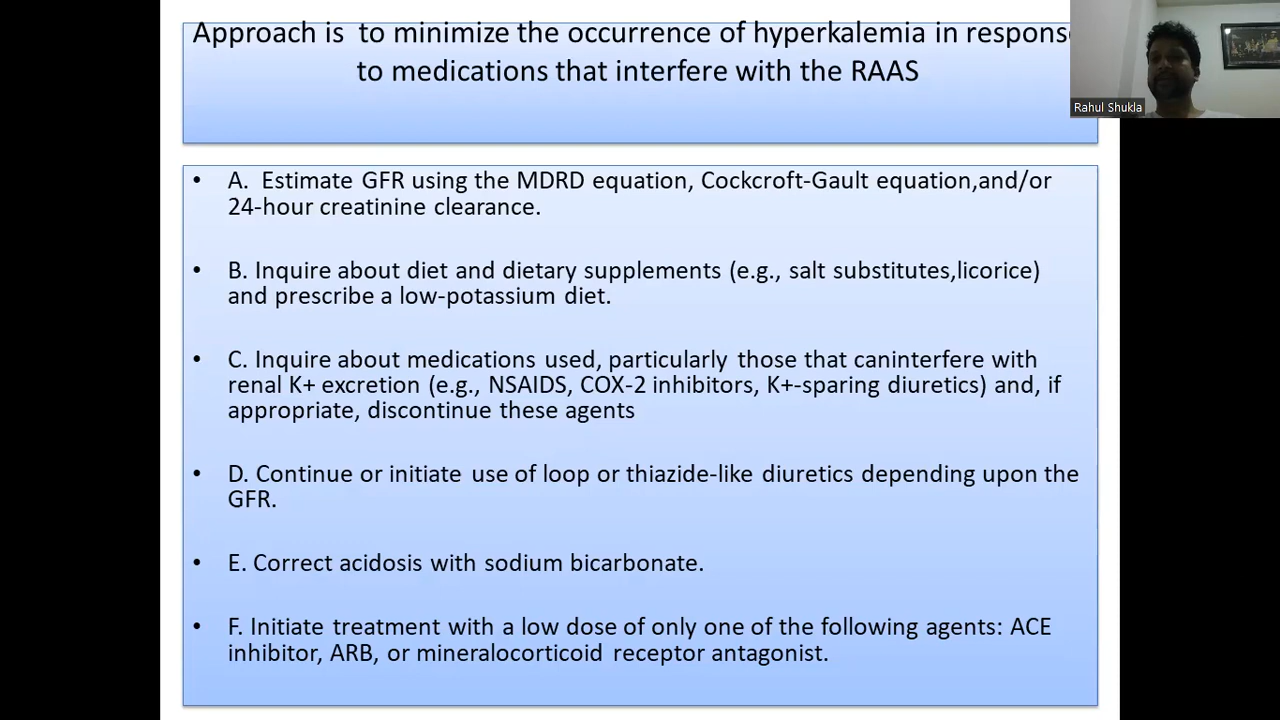 Approach is to minimize the occurrence of hyperkalemia in respons
to medications that interfere with the RAAS
Rahul Shukla
• A. Estimate GFR using the MDRD equation, Cockcroft-Gault equation,and/or
24-hour creatinine clearance.
• B. Inquire about diet and dietary supplements (e.g., salt substitutes,licorice)
and prescribe a low-potassium diet.
• C. Inquire about medications used, particularly those that caninterfere with
renal K+ excretion (e.g., NSAIDS, COX-2 inhibitors, K+-sparing diuretics) and, if
appropriate, discontinue these agents
• D. Continue or initiate use of loop or thiazide-like diuretics depending upon the
GFR.
• E. Correct acidosis with sodium bicarbonate.
• F. Initiate treatment with a low dose of only one of the following agents: ACE
inhibitor, ARB, or mineralocorticoid receptor antagonist.